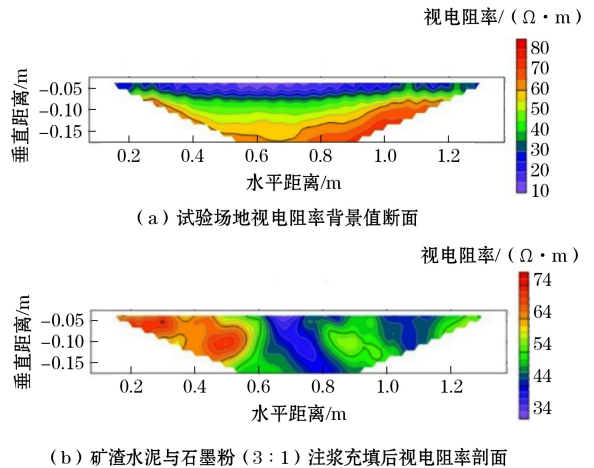 视电阻率/(Ω·m)
垂直距离/m
-0.05
-0.10
-0.15
80
70
60
50
40
30
20
10
0.2 0.4 0.6 0.8 1.0 1.2
水平距离/m
(a)试验场地视电阻率背景值断面
视电阻率/(Ω·m)
垂直距离/m
-0.05
-0.10
-0.15
74
64
54
44
34
0.2 0.4 0.6 0.8 1.0 1.2
水平距离/m
(b)矿渣水泥与石墨粉(3:1)注浆充填后视电阻率剖面